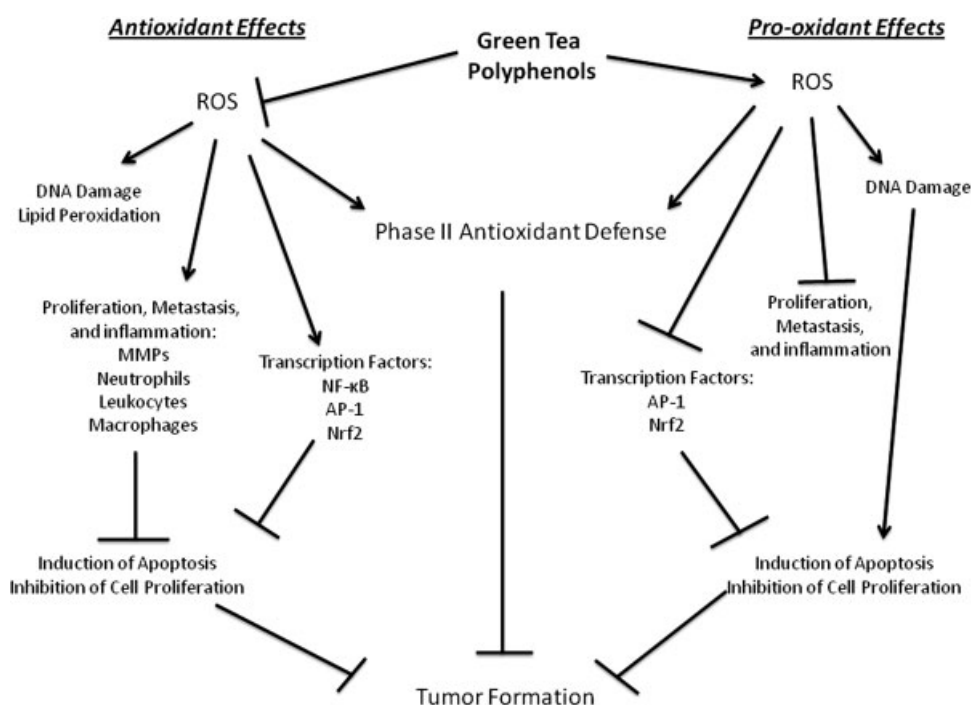 Antioxidant Effects
Green Tea
Polyphenols
Pro-oxidant Effects
ROS
ROS
DNA Damage
Lipid Peroxidation
DNA Damage
Phase II Antioxidant Defense
Proliferation, Metastasis,
and inflammation:
MMPs
Neutrophils
Leukocytes
Macrophages
Transcription Factors:
NF-κB
AP-1
Nrf2
Proliferation,
Metastasis,
and inflammation
Transcription Factors:
AP-1
Nrf2
Induction of Apoptosis
Inhibition of Cell Proliferation
Induction of Apoptosis
Inhibition of Cell Proliferation
Tumor Formation